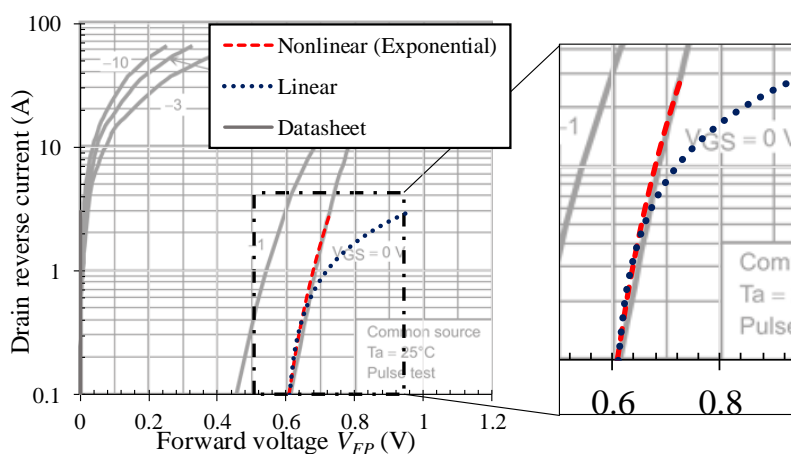 100
10
1
0.1
Drain reverse current (A)
0
0.2
0.4
0.6
0.8
1
1.2
Forward voltage VFP (V)
Nonlinear (Exponential)
Linear
Datasheet
−10
−3
−1
VGS = 0 V
Common source
Ta = 25°C
Pulse test
−1
VGS = 0 V
Com
Ta =
Pulse
0.6
0.8